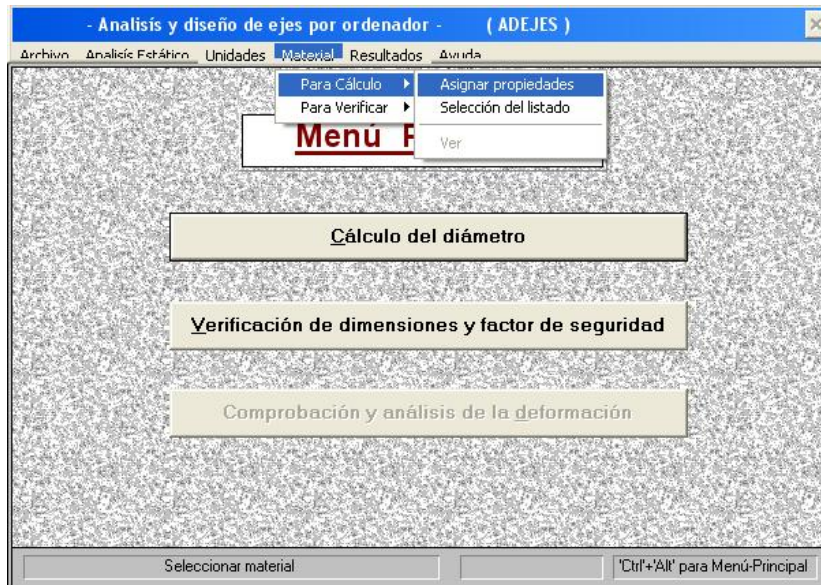 - Analisís y diseño de ejes por ordenador - ( ADEJES )
Archivo Analisís Estático Unidades Material Resultados Ayuda
Para Cálculo Asignar propiedades
Para Verificar Selección del listado
Ver
Menú
Cálculo del diámetro
Verificación de dimensiones y factor de seguridad
Comprobación y análisis de la deformación
Seleccionar material 'Ctrl'+'Alt' para Menú-Principal